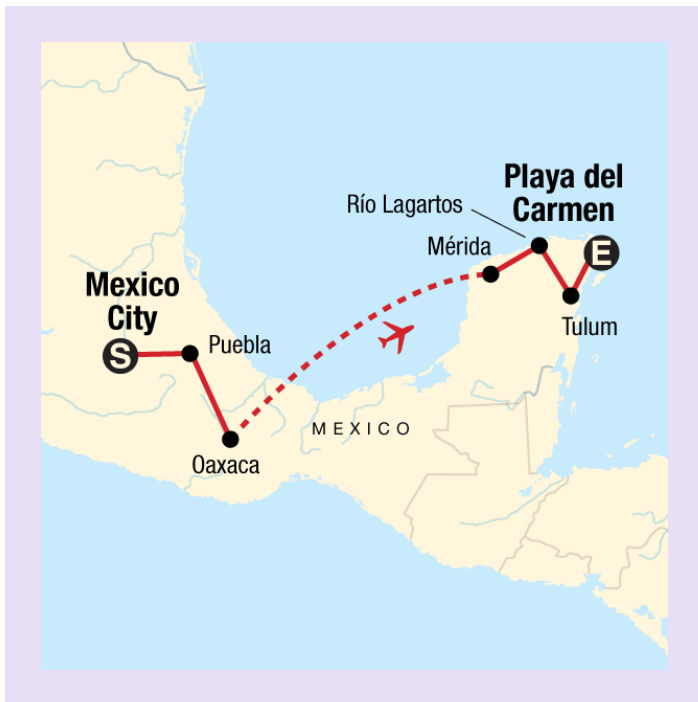 Playa del
Carmen
E
Río Lagartos
Mérida
Tulum
Mexico
City
S
Puebla
Oaxaca
MEXICO